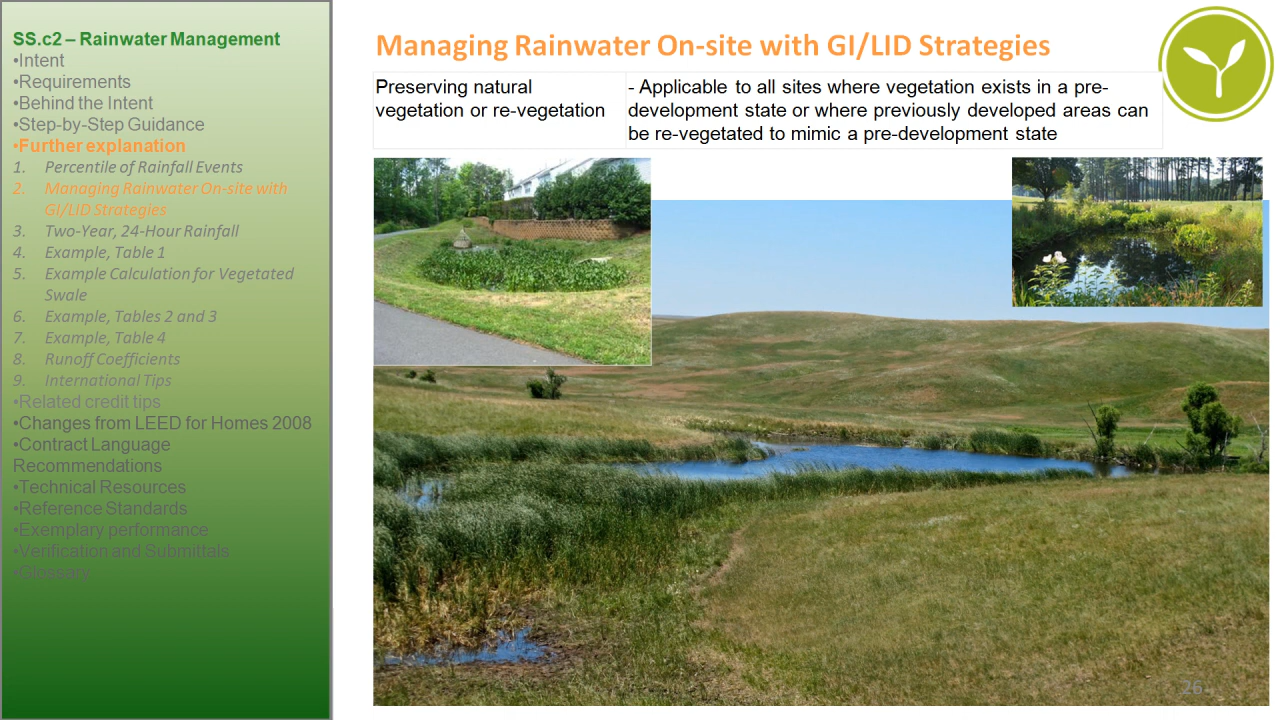 SS.c2 – Rainwater Management
•Intent
•Requirements
•Behind the Intent
•Step-by-Step Guidance
•Further explanation
1. Percentile of Rainfall Events
2. Managing Rainwater On-site with
GI/LID Strategies
3. Two-Year, 24-Hour Rainfall
4. Example, Table 1
5. Example Calculation for Vegetated
Swale
6. Example, Tables 2 and 3
7. Example, Table 4
8. Runoff Coefficients
9. International Tips
•Related credit tips
•Changes from LEED for Homes 2008
•Contract Language
Recommendations
•Technical Resources
•Reference Standards
•Exemplary performance
•Verification and Submittals
•Glossary
Managing Rainwater On-site with GI/LID Strategies
Preserving natural
vegetation or re-vegetation
- Applicable to all sites where vegetation exists in a pre-
development state or where previously developed areas can
be re-vegetated to mimic a pre-development state
26